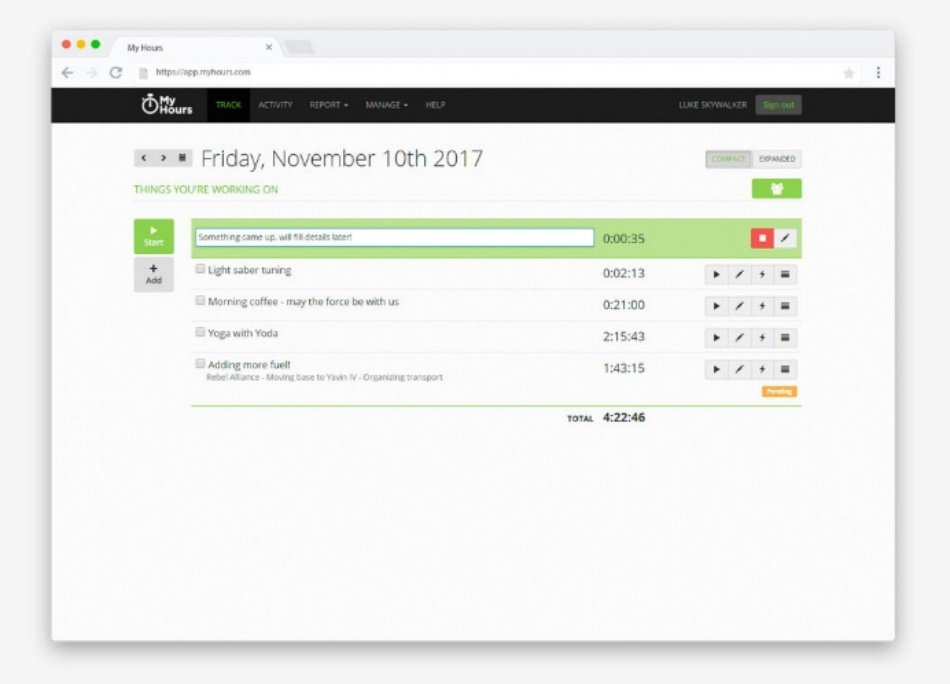 My Hours
https://app.myhours.com
My Hours TRACK ACTIVITY REPORT MANAGE HELP LUKE SKYWALKER Sign out
Friday, November 10th 2017 COMPACT EXPANDED
THINGS YOU'RE WORKING ON
Start
Something came up, will fill details later! 0:00:35
Add
Light saber tuning 0:02:13
Morning coffee - may the force be with us 0:21:00
Yoga with Yoda 2:15:43
Adding more fuel! 1:43:15
Rebel Alliance - Moving base to Yavin IV - Organizing transport
Pending
TOTAL 4:22:46